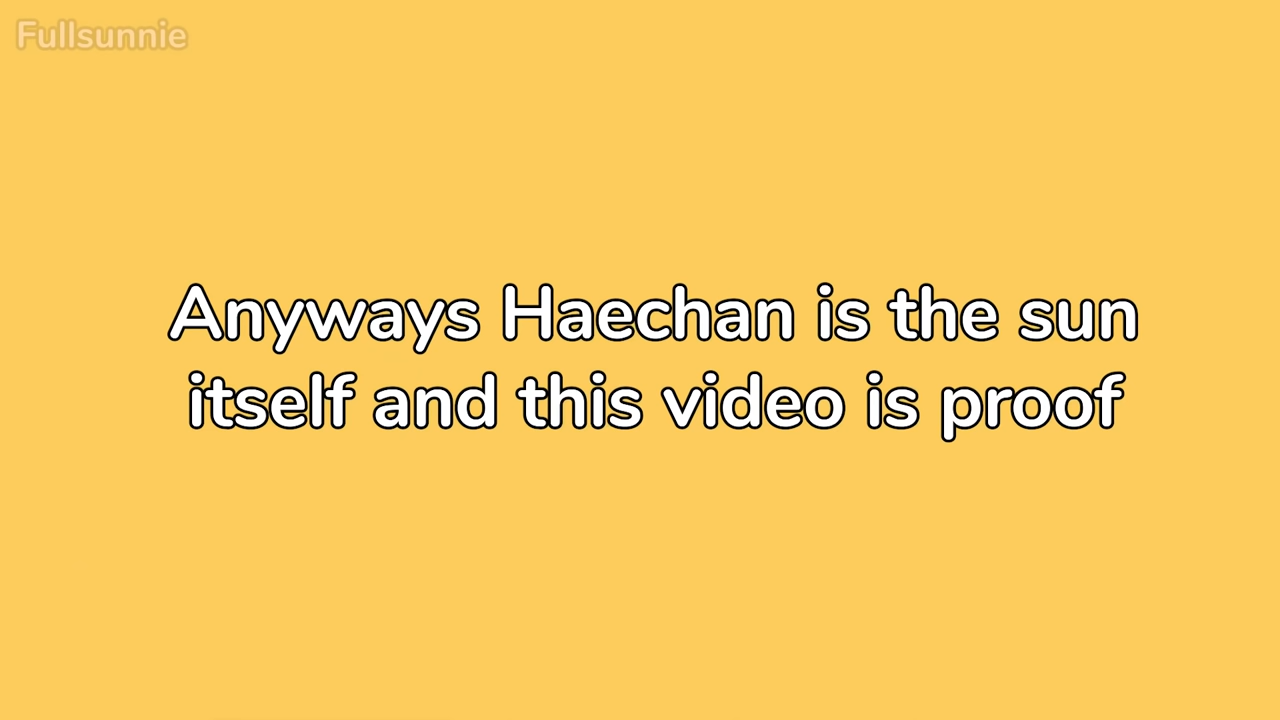 Fullsunnie
Anyways Haechan is the sun
itself and this video is proof